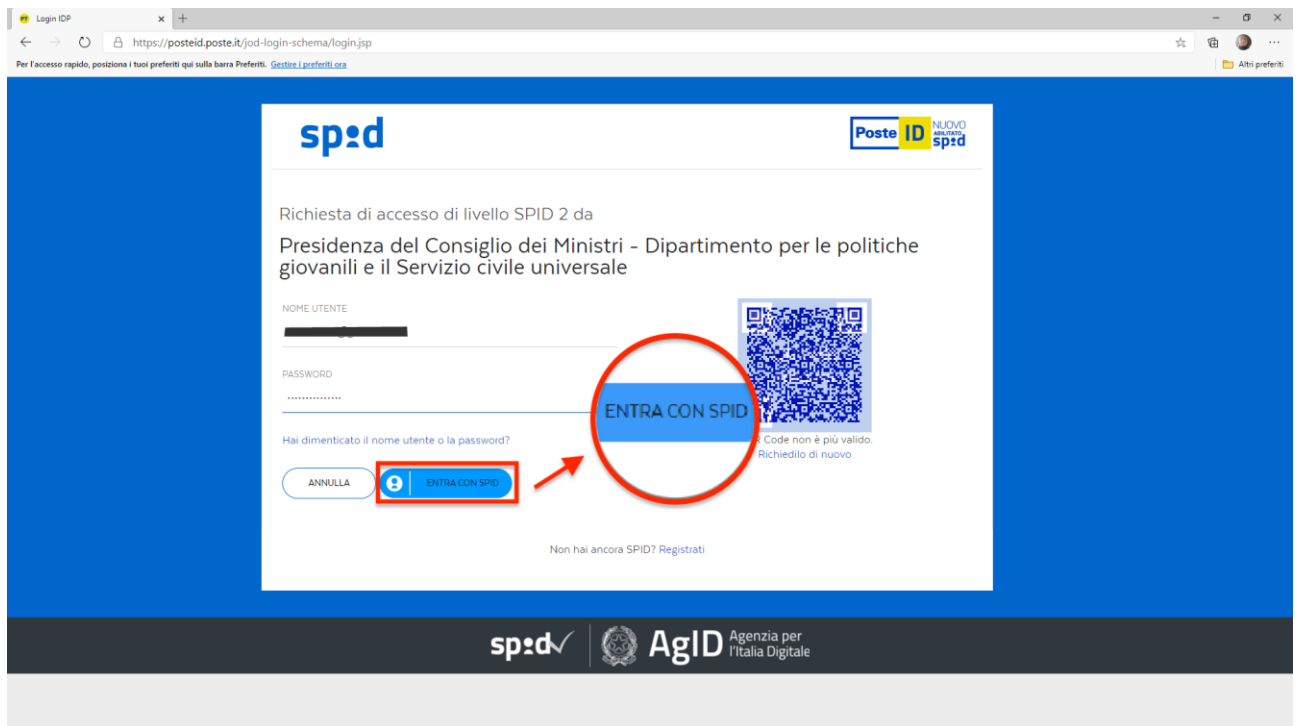 Login IDP
https://posteid.poste.it/jod-login-schema/login.jsp
Per l'accesso rapido, posiziona i tuoi preferiti qui sulla barra Preferiti. Gestire i preferiti ora
Altri preferiti
spid
Poste ID NUOVO ABILITATO spid
Richiesta di accesso di livello SPID 2 da
Presidenza del Consiglio dei Ministri - Dipartimento per le politiche
giovanili e il Servizio civile universale
NOME UTENTE
PASSWORD
ENTRA CON SPID
Hai dimenticato il nome utente o la password?
Code non è più valido.
Richiedilo di nuovo
ANNULLA
ENTRA CON SPID
Non hai ancora SPID? Registrati
spid
AgID Agenzia per
l'Italia Digitale